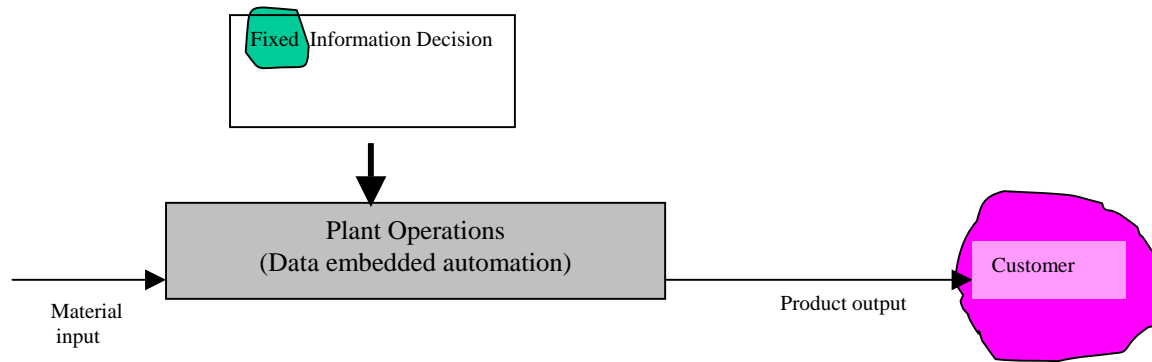 Fixed Information Decision
Plant Operations
(Data embedded automation)
Customer
Product output
Material
input